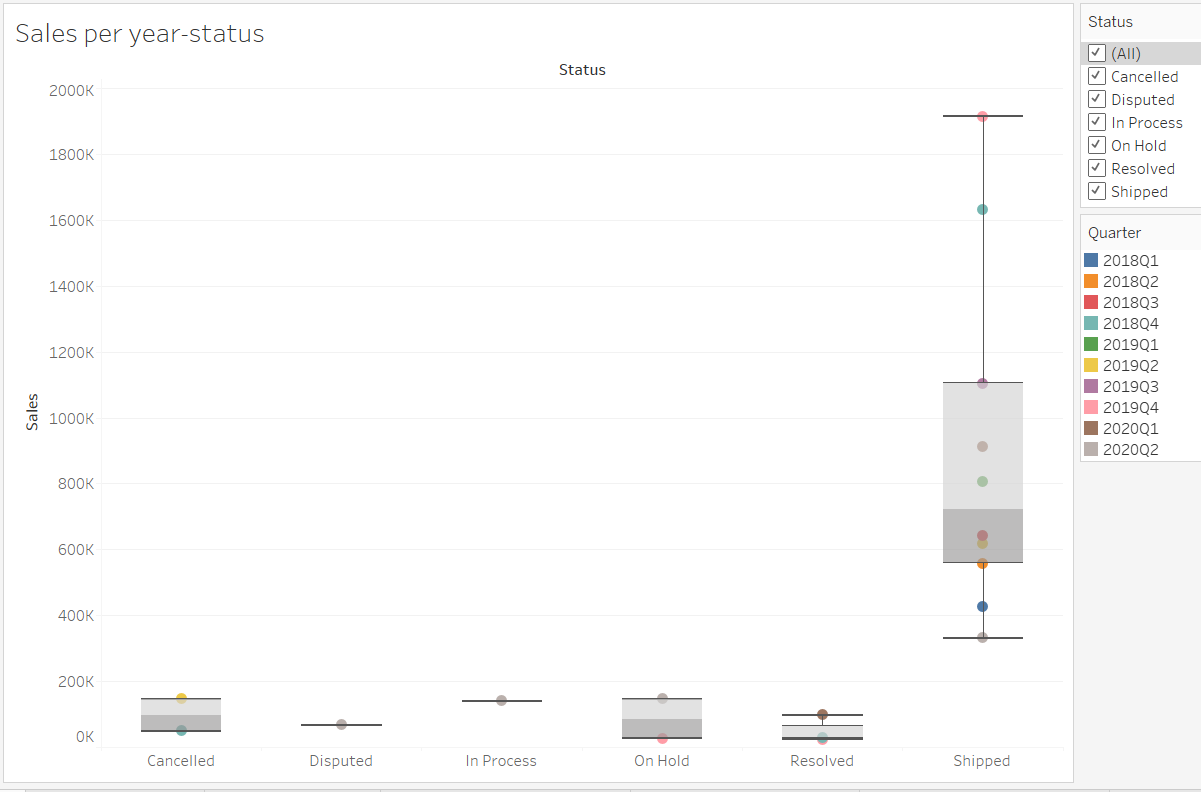 Sales per year-status
Status
2000K
1800K
1600K
1400K
1200K
1000K
800K
600K
400K
200K
0K
Sales
Cancelled
Disputed
In Process
On Hold
Resolved
Shipped
Status
(All)
Cancelled
Disputed
In Process
On Hold
Resolved
Shipped
Quarter
2018Q1
2018Q2
2018Q3
2018Q4
2019Q1
2019Q2
2019Q3
2019Q4
2020Q1
2020Q2